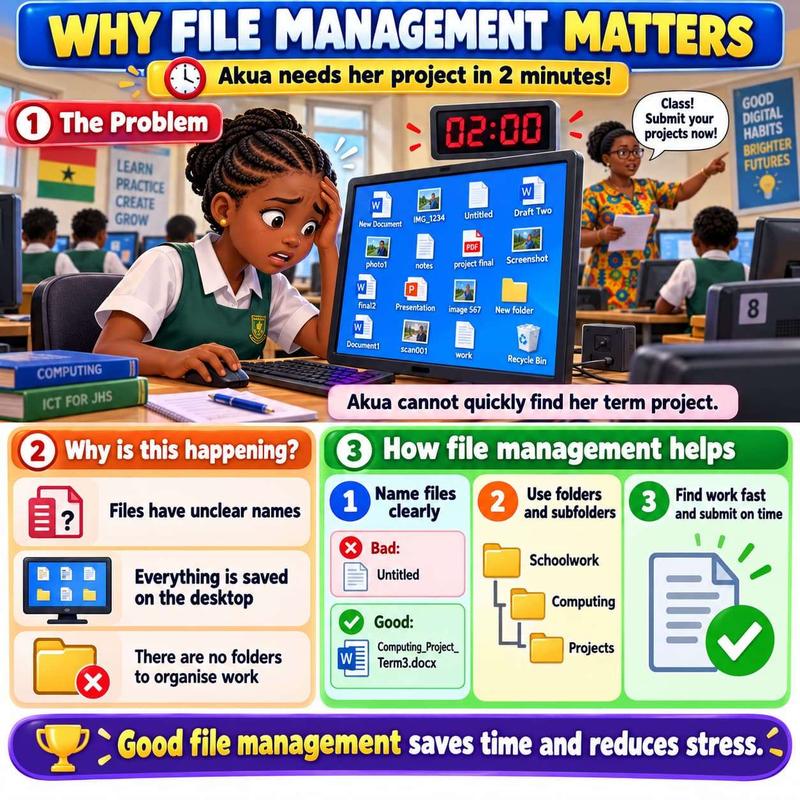 WHY FILE MANAGEMENT MATTERS
Akua needs her project in 2 minutes!
1 The Problem
02:00
Class!
Submit your
projects now!
GOOD
DIGITAL
HABITS
BRIGHTER
FUTURES
LEARN
PRACTICE
CREATE
GROW
W
New Document
IMG_1234
Untitled
W
Draft Two
photo1
notes
PDF
project final
Screenshot
W
final2
P
Presentation
image 567
New folder
W
Document1
scan001
work
Recycle Bin
8
COMPUTING
ICT FOR JHS
Akua cannot quickly find her term project.
2 Why is this happening?
?
Files have unclear names
Everything is saved
on the desktop
There are no folders
to organise work
3 How file management helps
1 Name files
clearly
Bad:
Untitled
Good:
W
Computing_Project_
Term3.docx
2 Use folders
and subfolders
Schoolwork
Computing
Projects
3 Find work fast
and submit on time
Good file management saves time and reduces stress.